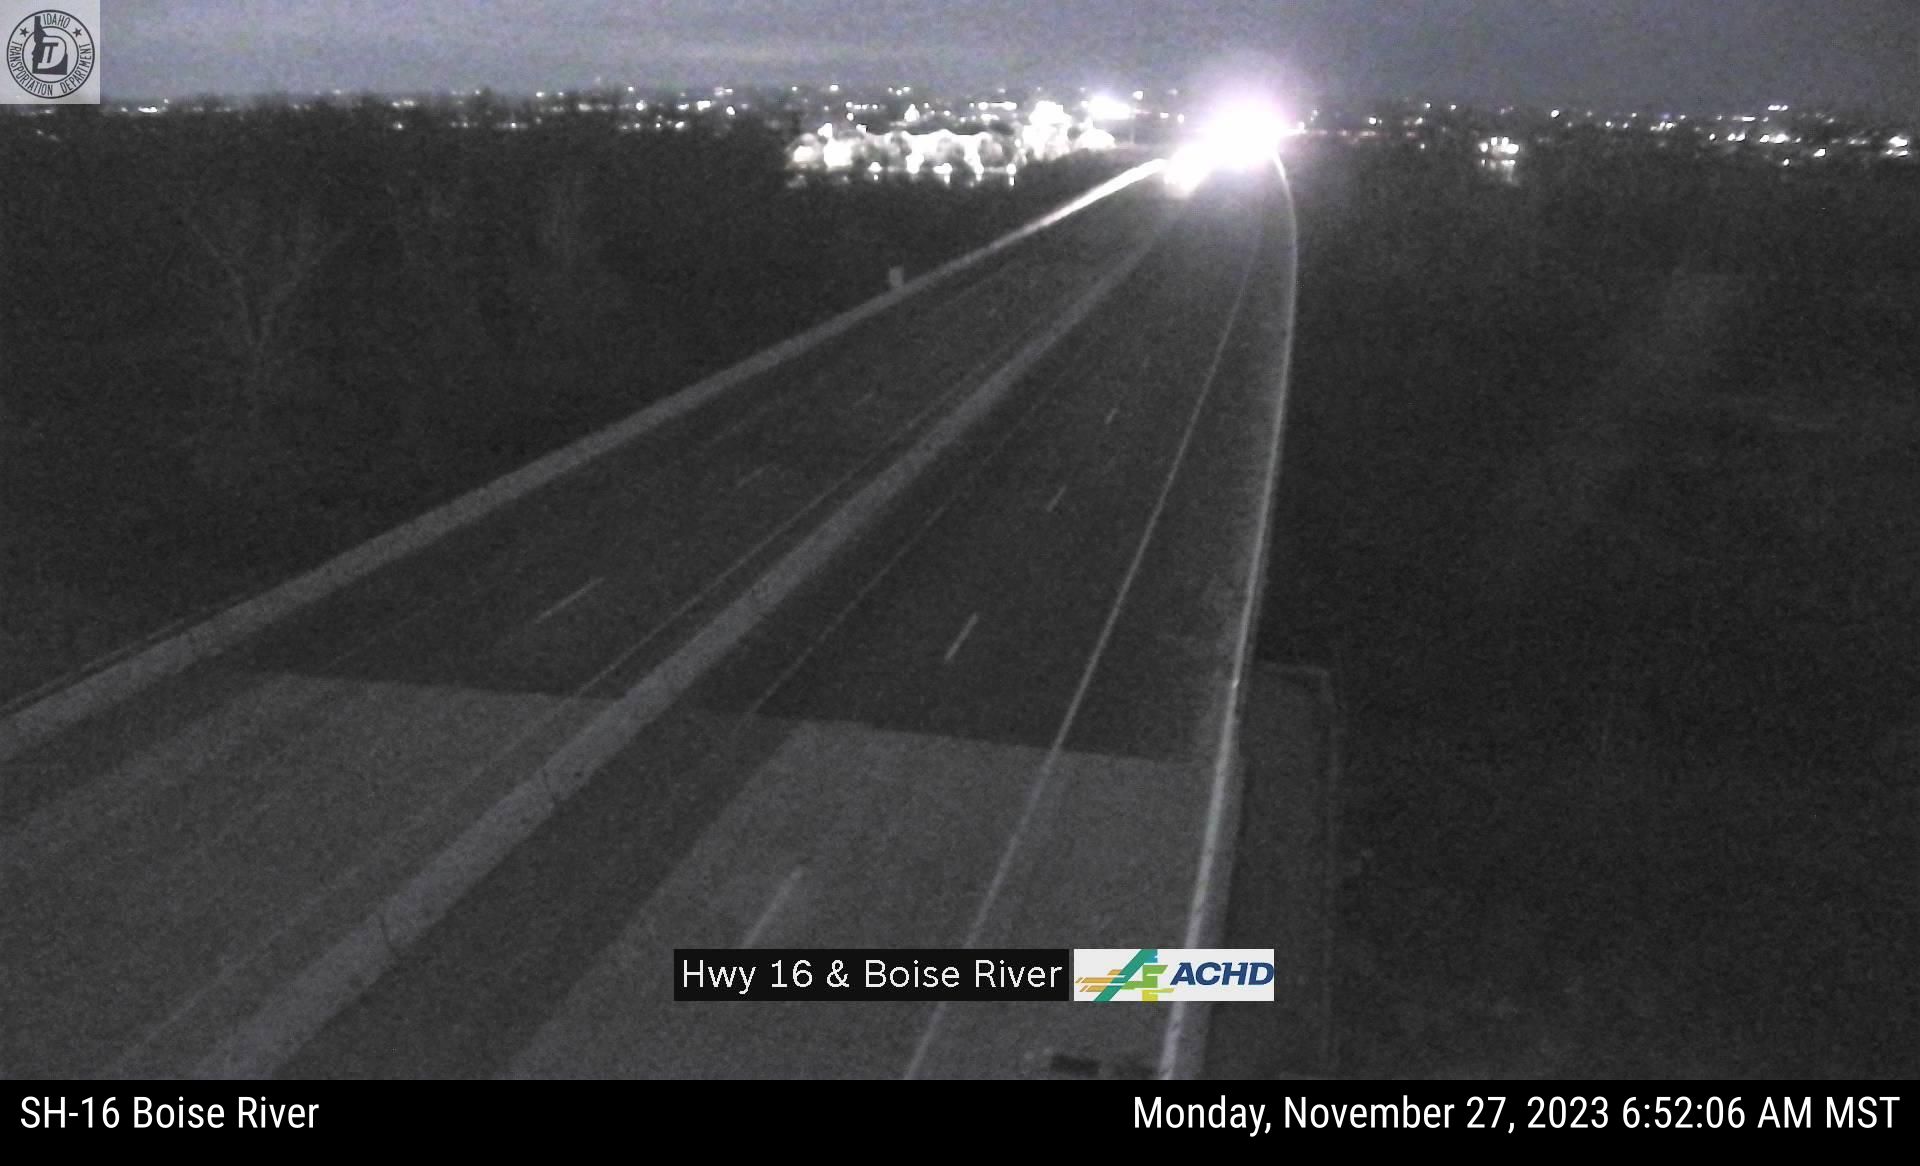 IDAHO
TRANSPORTATION DEPARTMENT
Hwy 16 & Boise River
ACHD
SH-16 Boise River
Monday, November 27, 2023 6:52:06 AM MST